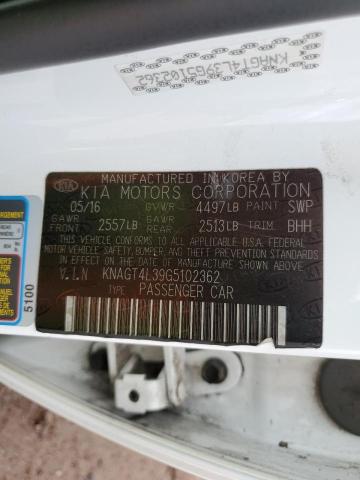 KNAGT4L39G5102362
MANUFACTURED IN KOREA BY
KIA
KIA MOTORS CORPORATION
05/16 GVWR 4497LB PAINT SWP
GAWR FRONT 2557LB GAWR REAR 2513LB TRIM BHH
THIS VEHICLE CONFORMS TO ALL APPLICABLE U.S.A. FEDERAL
MOTOR VEHICLE SAFETY, BUMPER, AND THEFT PREVENTION
STANDARDS IN EFFECT ON THE DATE OF MANUFACTURE SHOWN ABOVE.
V.I.N KNAGT4L39G5102362
TYPE: PASSENGER CAR
5100